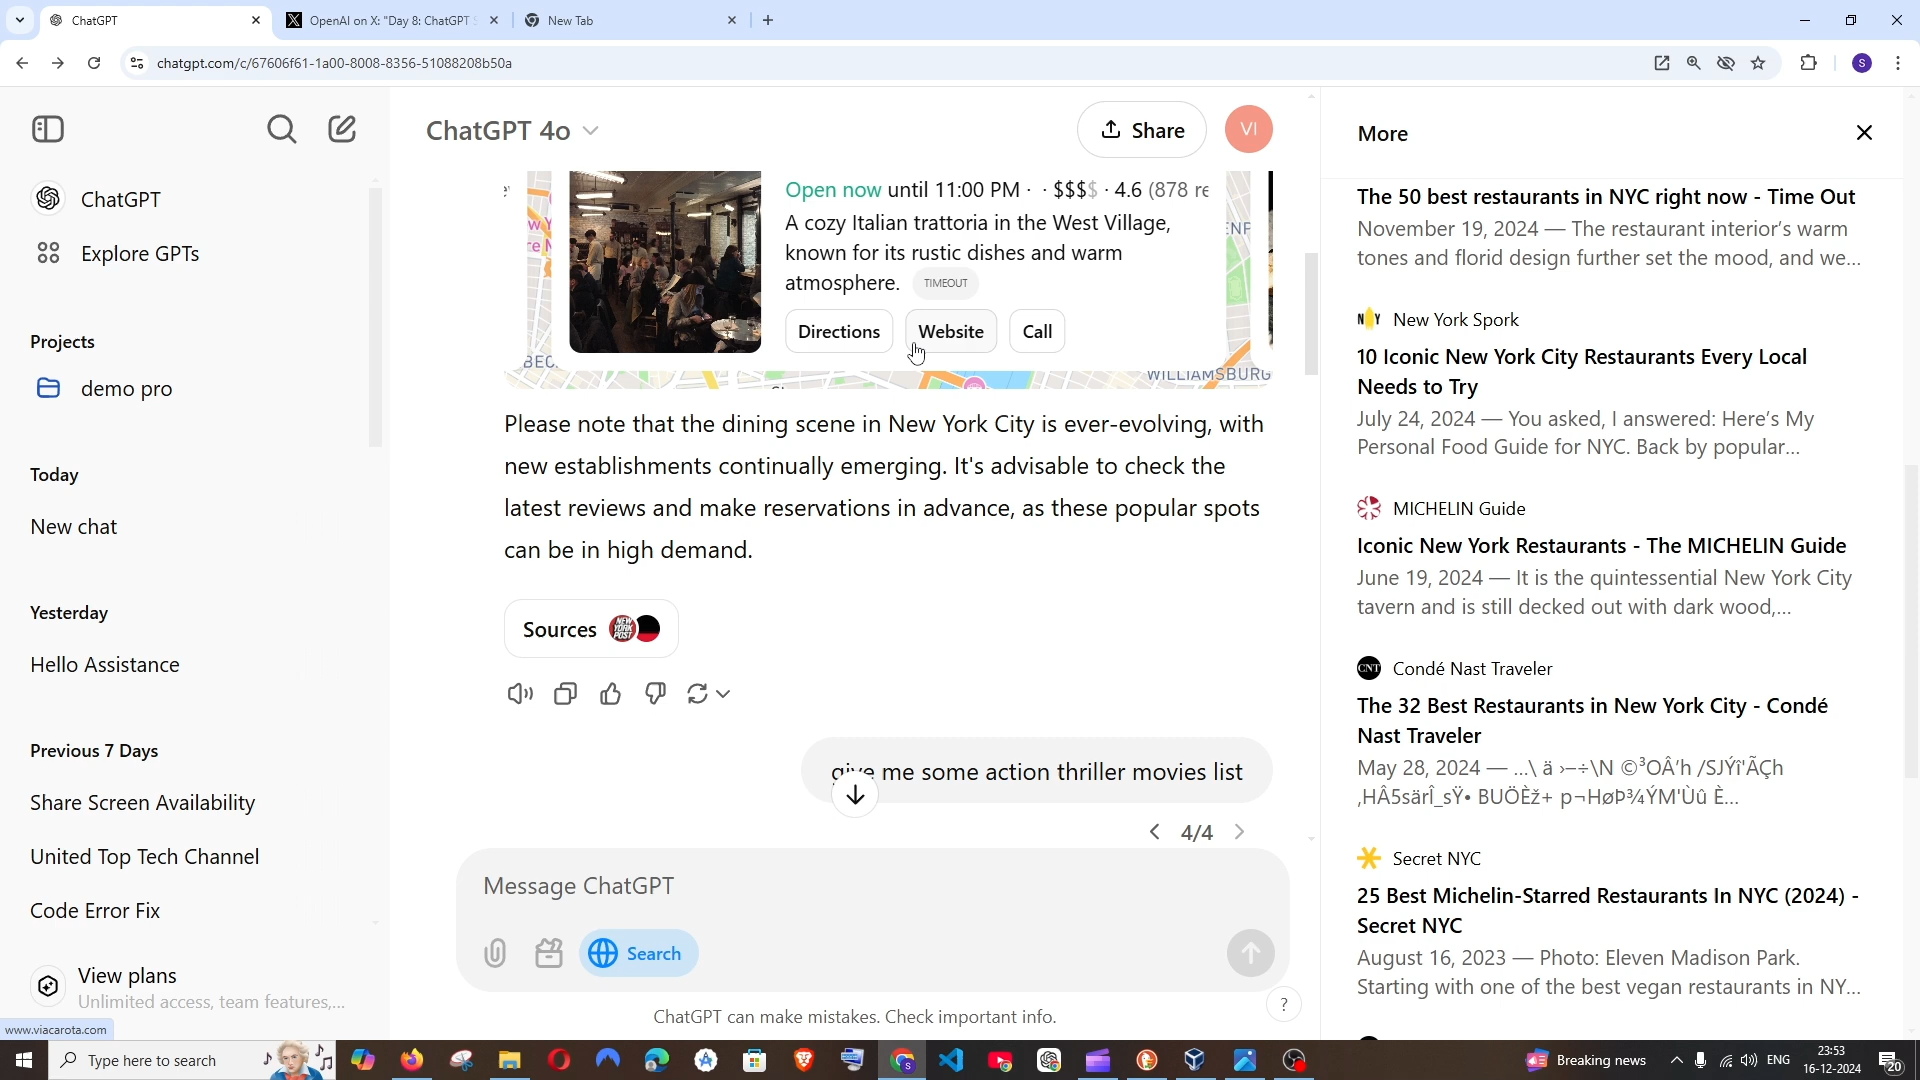 ChatGPT
OpenAI on X: "Day 8: ChatGPT S
New Tab
chatgpt.com/c/67606f61-1a00-8008-8356-51088208b50a
S
ChatGPT
Explore GPTs
Projects
demo pro
Today
New chat
Yesterday
Hello Assistance
Previous 7 Days
Share Screen Availability
United Top Tech Channel
Code Error Fix
View plans
Unlimited access, team features,...
www.viacarota.com
ChatGPT 4o
Share
VI
Open now until 11:00 PM · · $$$$ · 4.6 (878 re
A cozy Italian trattoria in the West Village,
known for its rustic dishes and warm
atmosphere. TIMEOUT
Directions
Website
Call
WILLIAMSBURG
Please note that the dining scene in New York City is ever-evolving, with
new establishments continually emerging. It's advisable to check the
latest reviews and make reservations in advance, as these popular spots
can be in high demand.
Sources
NEW YORK POST
give me some action thriller movies list
4/4
Message ChatGPT
Search
ChatGPT can make mistakes. Check important info.
?
More
The 50 best restaurants in NYC right now - Time Out
November 19, 2024 — The restaurant interior's warm
tones and florid design further set the mood, and we...
New York Spork
10 Iconic New York City Restaurants Every Local
Needs to Try
July 24, 2024 — You asked, I answered: Here's My
Personal Food Guide for NYC. Back by popular...
MICHELIN Guide
Iconic New York Restaurants - The MICHELIN Guide
June 19, 2024 — It is the quintessential New York City
tavern and is still decked out with dark wood,...
CNT Condé Nast Traveler
The 32 Best Restaurants in New York City - Condé
Nast Traveler
May 28, 2024 —
Secret NYC
25 Best Michelin-Starred Restaurants In NYC (2024) -
Secret NYC
August 16, 2023 — Photo: Eleven Madison Park.
Starting with one of the best vegan restaurants in NY...
Type here to search
Breaking news
ENG
23:53
16-12-2024
20